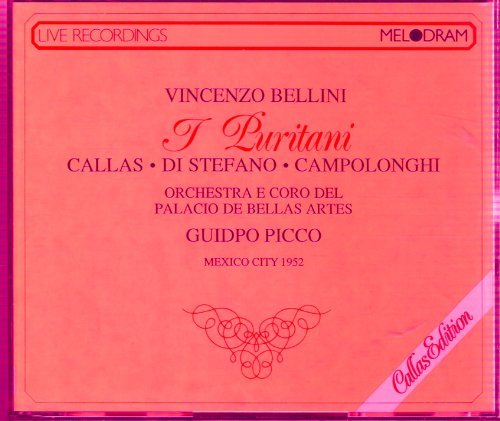 LIVE RECORDINGS
MELODRAM
VINCENZO BELLINI
I Puritani
CALLAS • DI STEFANO • CAMPOLONGHI
ORCHESTRA E CORO DEL
PALACIO DE BELLAS ARTES
GUIDPO PICCO
MEXICO CITY 1952
Callas Edition